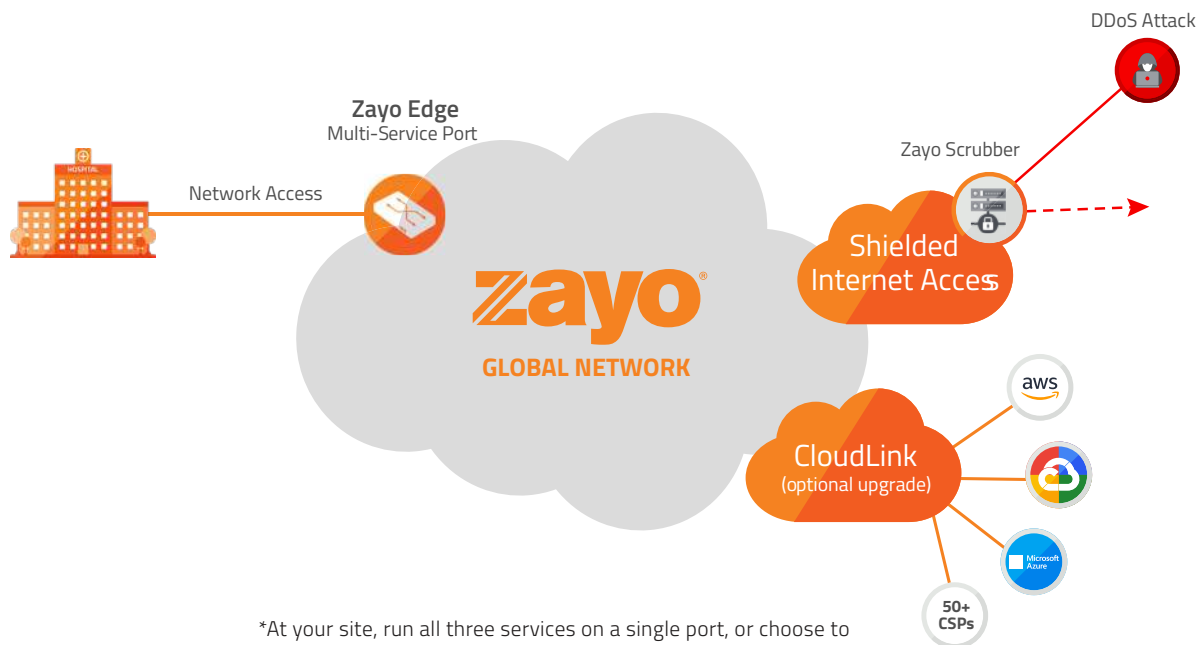 DDoS Attack
Zayo Edge
Multi-Service Port
Zayo Scrubber
HOSPITAL
Network Access
Shielded
Internet Access
zayo®
GLOBAL NETWORK
aws
CloudLink
(optional upgrade)
Microsoft
Azure
50+
CSPs
*At your site, run all three services on a single port, or choose to